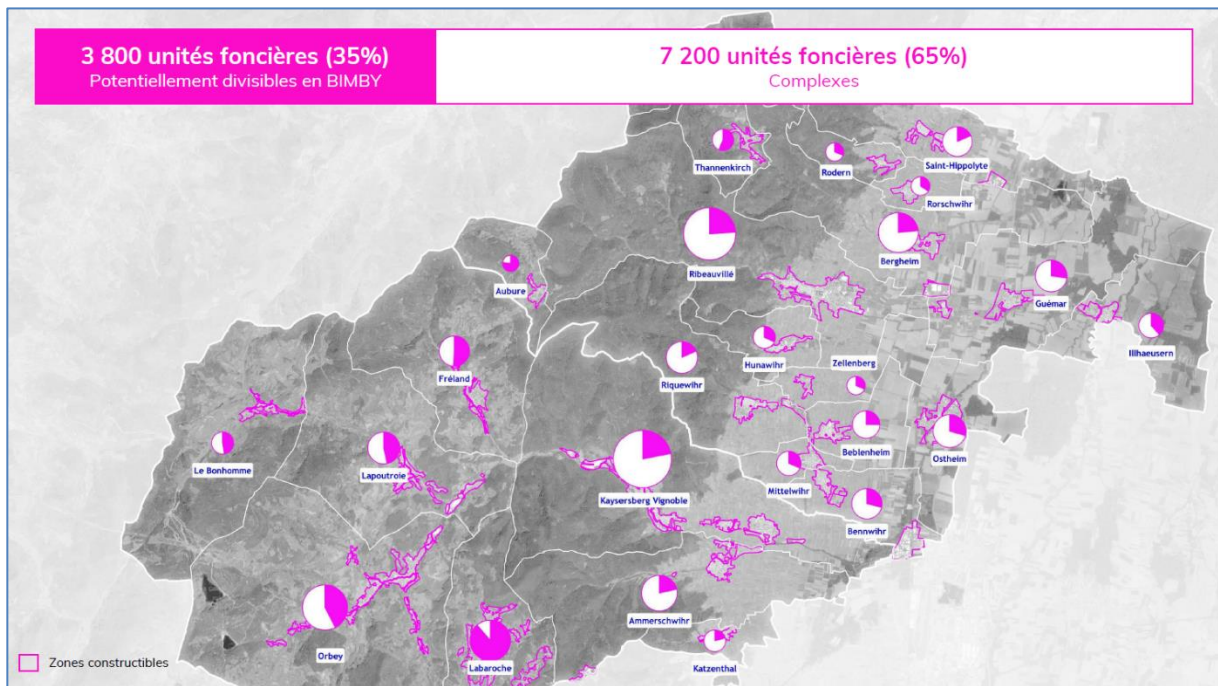 3 800 unités foncières (35%)
Potentiellement divisibles en BIMBY
7 200 unités foncières (65%)
Complexes
Thannenkirch
Rodern
Saint-Hippolyte
Rorschwihr
Ribeauvillé
Bergheim
Aubure
Guémar
Illhaeusern
Fréland
Riquewihr
Hunawihr
Zellenberg
Le Bonhomme
Lapoutroie
Beblenheim
Ostheim
Kaysersberg Vignoble
Mittelwihr
Bennwihr
Orbey
Ammerschwihr
Labaroche
Katzenthal
Zones constructibles